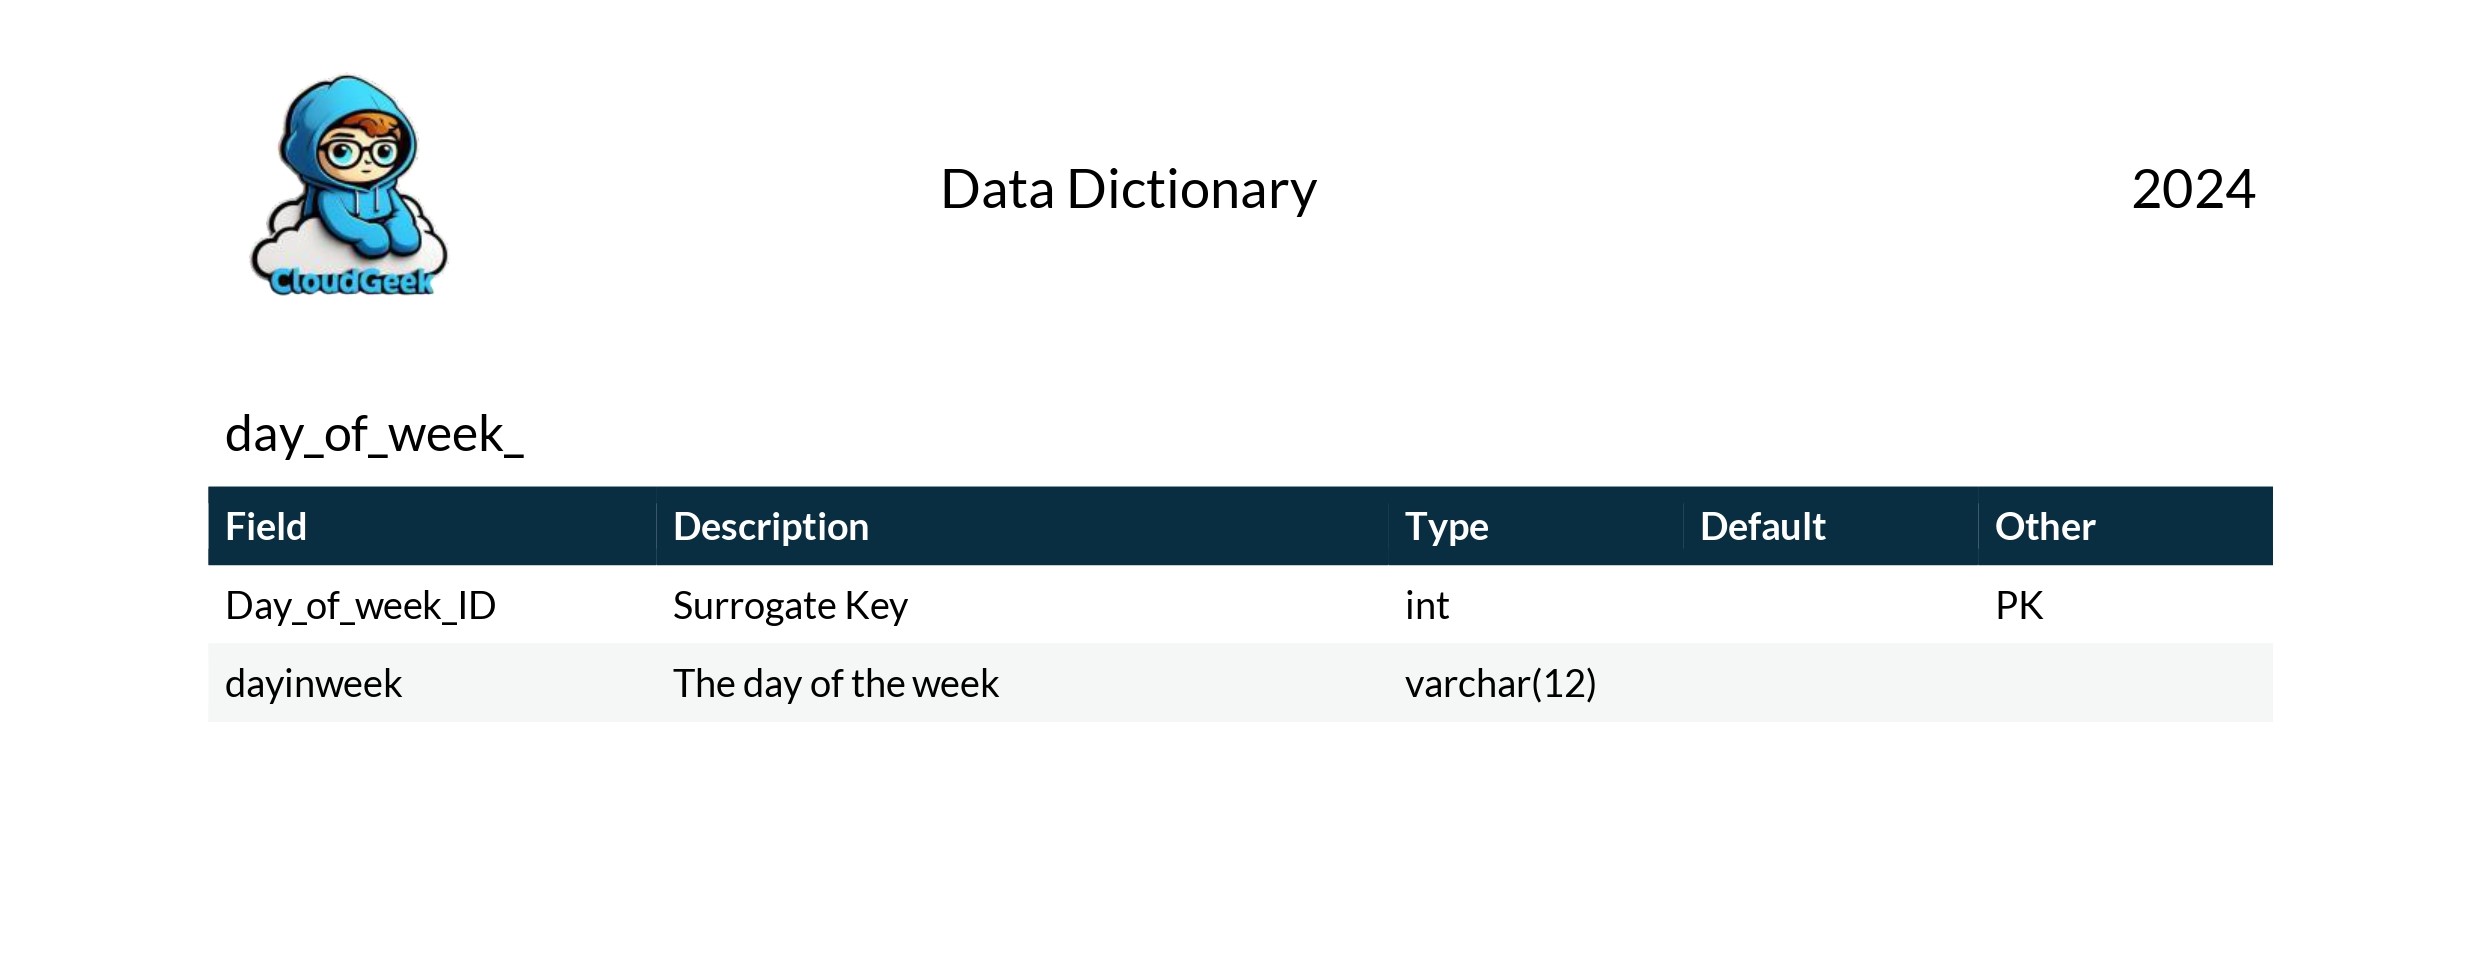 CloudGeek
Data Dictionary
2024
day_of_week_
Field Description Type Default Other
Day_of_week_ID Surrogate Key int PK
dayinweek The day of the week varchar(12)